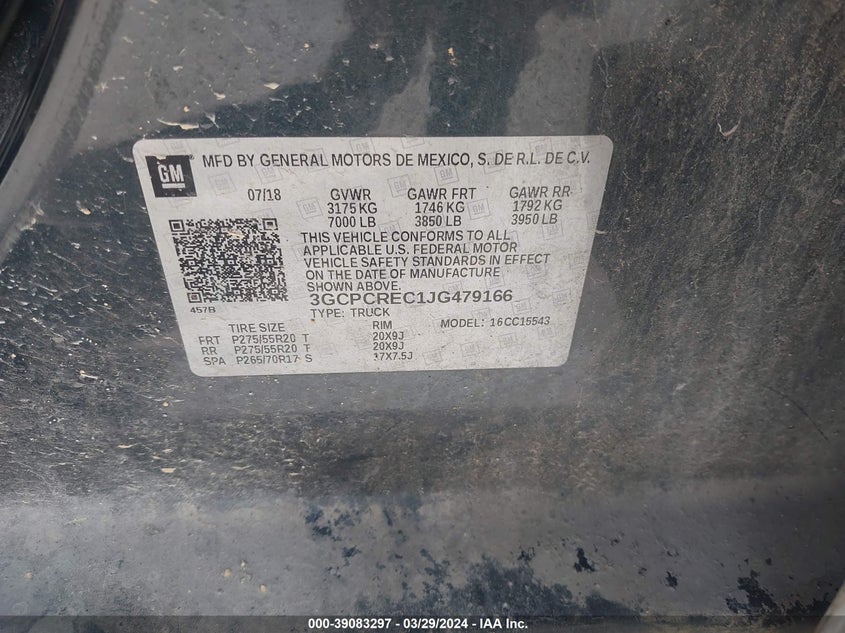 GM
MFD BY GENERAL MOTORS DE MEXICO, S. DE R.L. DE C.V.
07/18 GVWR GAWR FRT GAWR RR
3175 KG 1746 KG 1792 KG
7000 LB 3850 LB 3950 LB
THIS VEHICLE CONFORMS TO ALL
APPLICABLE U.S. FEDERAL MOTOR
VEHICLE SAFETY STANDARDS IN EFFECT
ON THE DATE OF MANUFACTURE
SHOWN ABOVE.
457B
3GCPCREC1JG479166
TYPE: TRUCK MODEL: 16CC15543
TIRE SIZE RIM
FRT P275/55R20 T 20X9J
RR P275/55R20 T 20X9J
SPA P265/70R17 S 17X7.5J
000-39083297 - 03/29/2024 - IAA Inc.